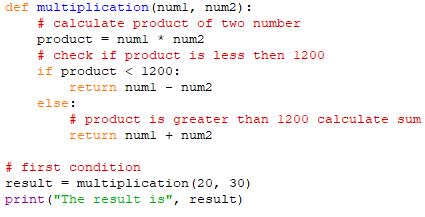 def multiplication(num1, num2):
    # calculate product of two number
    product = num1 * num2
    # check if product is less then 1200
    if product < 1200:
        return num1 - num2
    else:
        # product is greater than 1200 calculate sum
        return num1 + num2

# first condition
result = multiplication(20, 30)
print("The result is", result)